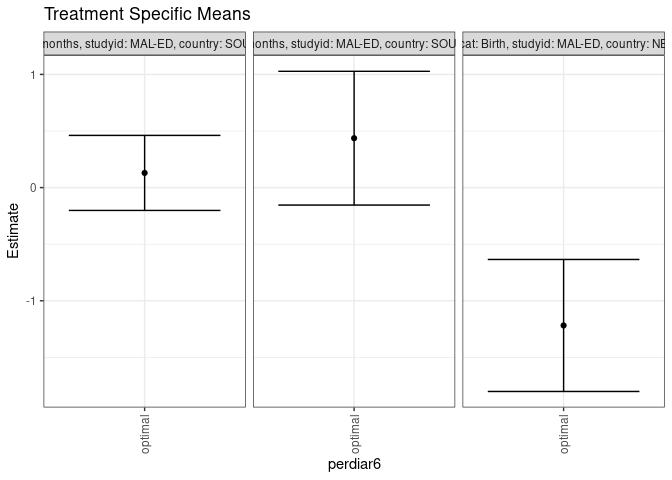 Treatment Specific Means
months, studyid: MAL-ED, country: SOU
onths, studyid: MAL-ED, country: SOU
cat: Birth, studyid: MAL-ED, country: NE
1
0
-1
Estimate
optimal
optimal
optimal
perdiar6